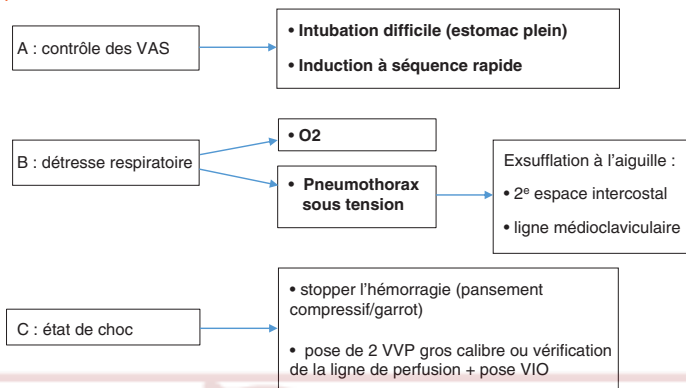 A : contrôle des VAS
• Intubation difficile (estomac plein)
• Induction à séquence rapide
B : détresse respiratoire
• O2
• Pneumothorax
sous tension
Exsufflation à l’aiguille :
• 2e espace intercostal
• ligne médioclaviculaire
C : état de choc
• stopper l’hémorragie (pansement
compressif/garrot)
• pose de 2 VVP gros calibre ou vérification
de la ligne de perfusion + pose VIO